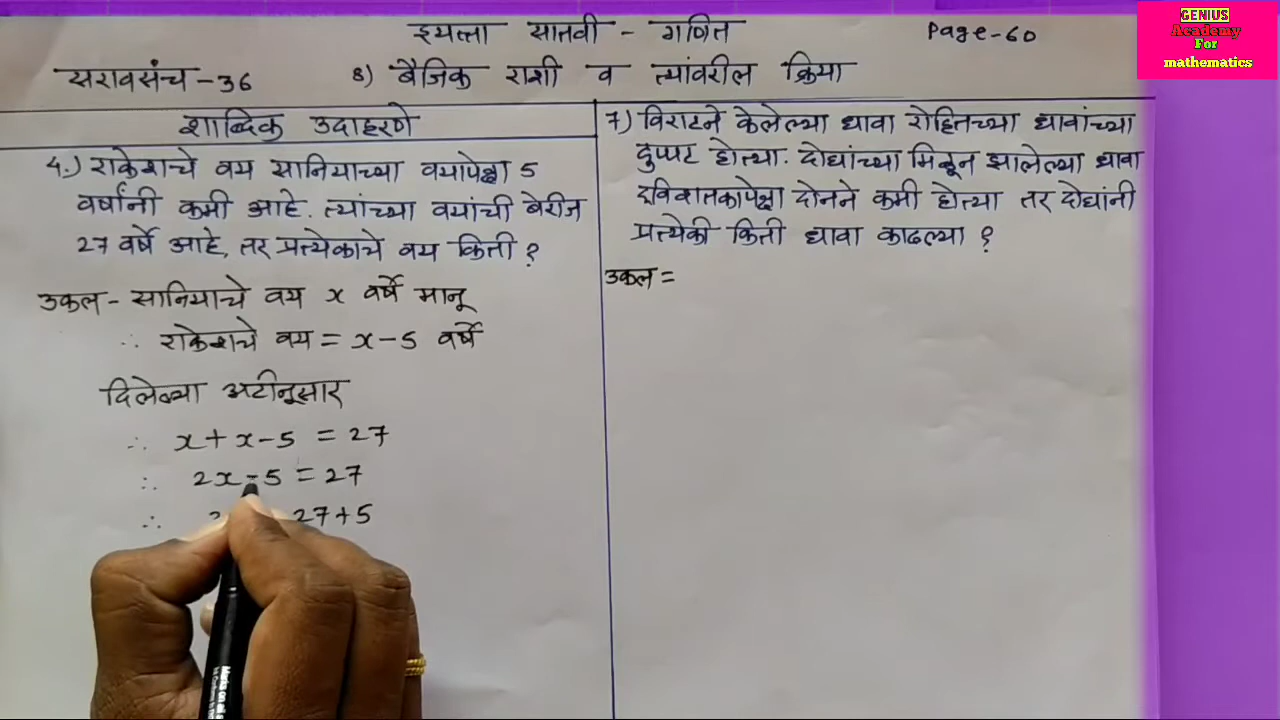 इयत्ता सातवी - गणित
Page-60
GENIUS
Academy
For
mathematics
सरावसंच - 36
8) बैजिक राशी व त्यांवरील क्रिया
शाब्दिक उदाहरणे
4.) राकेशचे वय सानियाच्या वयापेक्षा 5
वर्षांनी कमी आहे. त्यांच्या वयांची बेरीज
27 वर्षे आहे, तर प्रत्येकाचे वय किती ?
उकल - सानियाचे वय x वर्षे मानू
∴ राकेशचे वय = x - 5 वर्षे
दिलेल्या अटीनुसार
∴ x + x - 5 = 27
∴ 2x - 5 = 27
∴ 27 + 5
7) विराटने केलेल्या धावा रोहितच्या धावांच्या
दुप्पट होत्या. दोघांच्या मिळून झालेल्या धावा
द्विशतकापेक्षा दोनने कमी होत्या तर दोघांनी
प्रत्येकी किती धावा काढल्या ?
उकल =